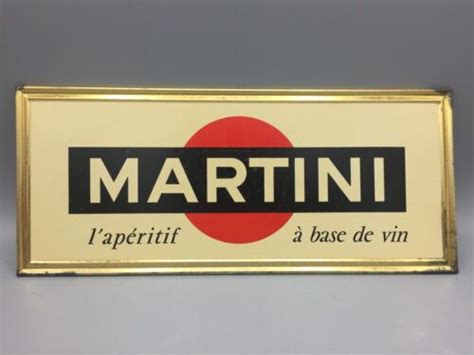 MARTINI
l'apéritif à base de vin